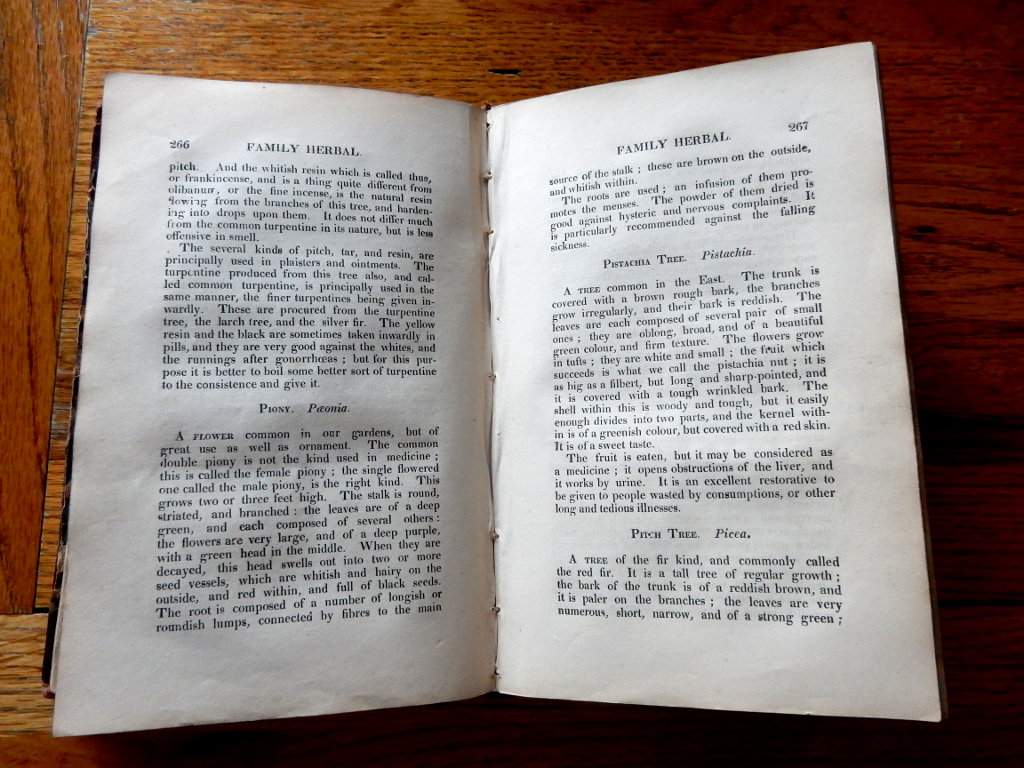 266
FAMILY HERBAL.
pitch. And the whitish resin which is called thus,
or frankincense, and is a thing quite different from
olibanum, or the fine incense, is the natural resin
flowing from the branches of this tree, and harden-
ing into drops upon them. It does not differ much
from the common turpentine in its nature, but is less
offensive in smell.
The several kinds of pitch, tar, and resin, are
principally used in plaisters and ointments. The
turpentine produced from this tree also, and cal-
led common turpentine, is principally used in the
same manner, the finer turpentines being given in-
wardly. These are procured from the turpentine
tree, the larch tree, and the silver fir. The yellow
resin and the black are sometimes taken inwardly in
pills, and they are very good against the whites, and
the runnings after gonorrhœas; but for this pur-
pose it is better to boil some better sort of turpentine
to the consistence and give it.
PIONY. Pæonia.
A FLOWER common in our gardens, but of
great use as well as ornament. The common
double piony is not the kind used in medicine;
this is called the female piony; the single flowered
one called the male piony, is the right kind. This
grows two or three feet high. The stalk is round,
striated, and branched: the leaves are of a deep
green, and each composed of several others:
the flowers are very large, and of a deep purple,
with a green head in the middle. When they are
decayed, this head swells out into two or more
seed vessels, which are whitish and hairy on the
outside, and red within, and full of black seeds.
The root is composed of a number of longish or
roundish lumps, connected by fibres to the main
FAMILY HERBAL.
267
source of the stalk; these are brown on the outside,
and whitish within.
The roots are used; an infusion of them pro-
motes the menses. The powder of them dried is
good against hysteric and nervous complaints. It
is particularly recommended against the falling
sickness.
PISTACHIA TREE. Pistachia.
A TREE common in the East. The trunk is
covered with a brown rough bark, the branches
grow irregularly, and their bark is reddish. The
leaves are each composed of several pair of small
ones; they are oblong, broad, and of a beautiful
green colour, and firm texture. The flowers grow
in tufts; they are white and small; the fruit which
succeeds is what we call the pistachia nut; it is
as big as a filbert, but long and sharp-pointed, and
it is covered with a tough wrinkled bark. The
shell within this is woody and tough, but it easily
enough divides into two parts, and the kernel with-
in is of a greenish colour, but covered with a red skin.
It is of a sweet taste.
The fruit is eaten, but it may be considered as
a medicine; it opens obstructions of the liver, and
it works by urine. It is an excellent restorative to
be given to people wasted by consumptions, or other
long and tedious illnesses.
PITCH TREE. Picea.
A TREE of the fir kind, and commonly called
the red fir. It is a tall tree of regular growth;
the bark of the trunk is of a reddish brown, and
it is paler on the branches; the leaves are very
numerous, short, narrow, and of a strong green;